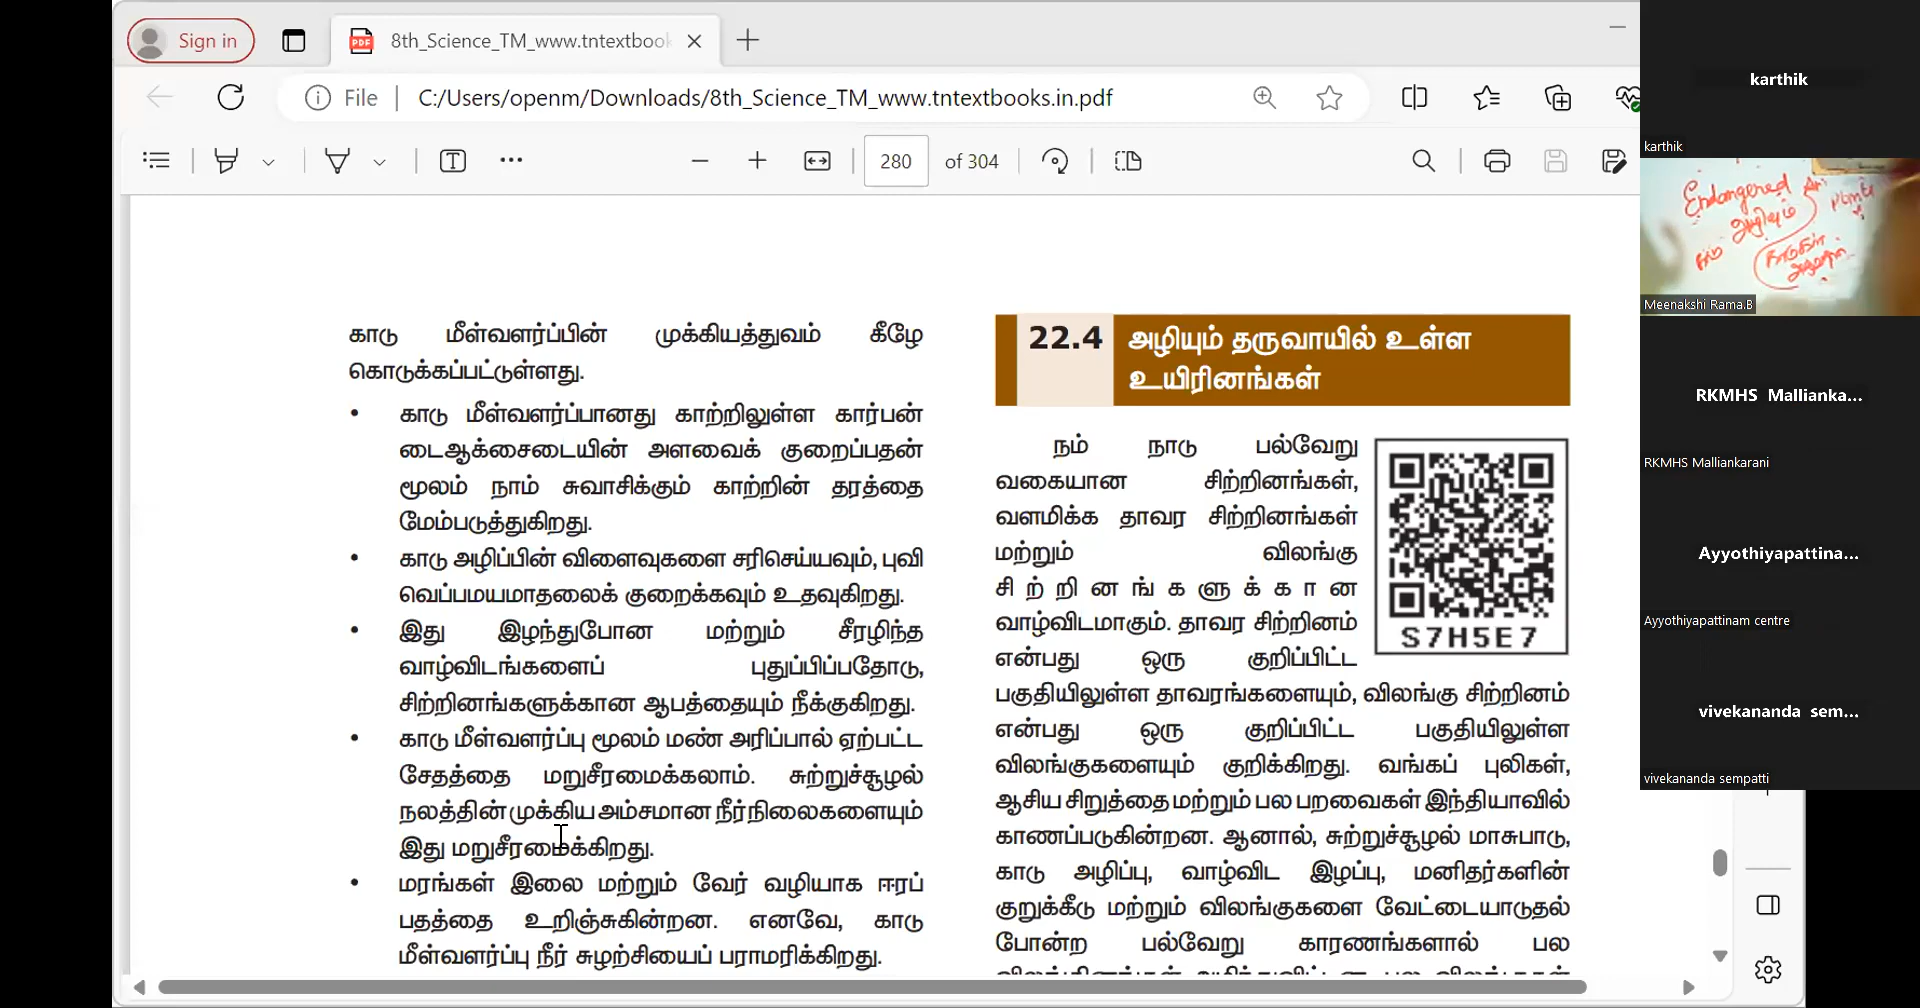 Sign in
8th_Science_TM_www.tntextbook
File
C:/Users/openm/Downloads/8th_Science_TM_www.tntextbooks.in.pdf
280 of 304
காடு மீள்வளர்ப்பின் முக்கியத்துவம் கீழே
கொடுக்கப்பட்டுள்ளது.
• காடு மீள்வளர்ப்பானது காற்றிலுள்ள கார்பன்
டைஆக்சைடையின் அளவைக் குறைப்பதன்
மூலம் நாம் சுவாசிக்கும் காற்றின் தரத்தை
மேம்படுத்துகிறது.
• காடு அழிப்பின் விளைவுகளை சரிசெய்யவும், புவி
வெப்பமயமாதலைக் குறைக்கவும் உதவுகிறது.
• இது இழந்துபோன மற்றும் சீரழிந்த
வாழ்விடங்களைப் புதுப்பிப்பதோடு,
சிற்றினங்களுக்கான ஆபத்தையும் நீக்குகிறது.
• காடு மீள்வளர்ப்பு மூலம் மண் அரிப்பால் ஏற்பட்ட
சேதத்தை மறுசீரமைக்கலாம். சுற்றுச்சூழல்
நலத்தின் முக்கிய அம்சமான நீர்நிலைகளையும்
இது மறுசீரமைக்கிறது.
• மரங்கள் இலை மற்றும் வேர் வழியாக ஈரப்
பதத்தை உறிஞ்சுகின்றன. எனவே, காடு
மீள்வளர்ப்பு நீர் சுழற்சியைப் பராமரிக்கிறது.
22.4 அழியும் தருவாயில் உள்ள
உயிரினங்கள்
நம் நாடு பல்வேறு
வகையான சிற்றினங்கள்,
வளமிக்க தாவர சிற்றினங்கள்
மற்றும் விலங்கு
சிற்றினங்களுக்கான
வாழ்விடமாகும். தாவர சிற்றினம்
என்பது ஒரு குறிப்பிட்ட
பகுதியிலுள்ள தாவரங்களையும், விலங்கு சிற்றினம்
என்பது ஒரு குறிப்பிட்ட பகுதியிலுள்ள
விலங்குகளையும் குறிக்கிறது. வங்கப் புலிகள்,
ஆசிய சிறுத்தை மற்றும் பல பறவைகள் இந்தியாவில்
காணப்படுகின்றன. ஆனால், சுற்றுச்சூழல் மாசுபாடு,
காடு அழிப்பு, வாழ்விட இழப்பு, மனிதர்களின்
குறுக்கீடு மற்றும் விலங்குகளை வேட்டையாடுதல்
போன்ற பல்வேறு காரணங்களால் பல
S7H5E7
karthik
karthik
Endangered
அழியும்
Meenakshi Rama.B
RKMHS Mallianka...
RKMHS Malliankarani
Ayyothiyapattina...
Ayyothiyapattinam centre
vivekananda sem...
vivekananda sempatti